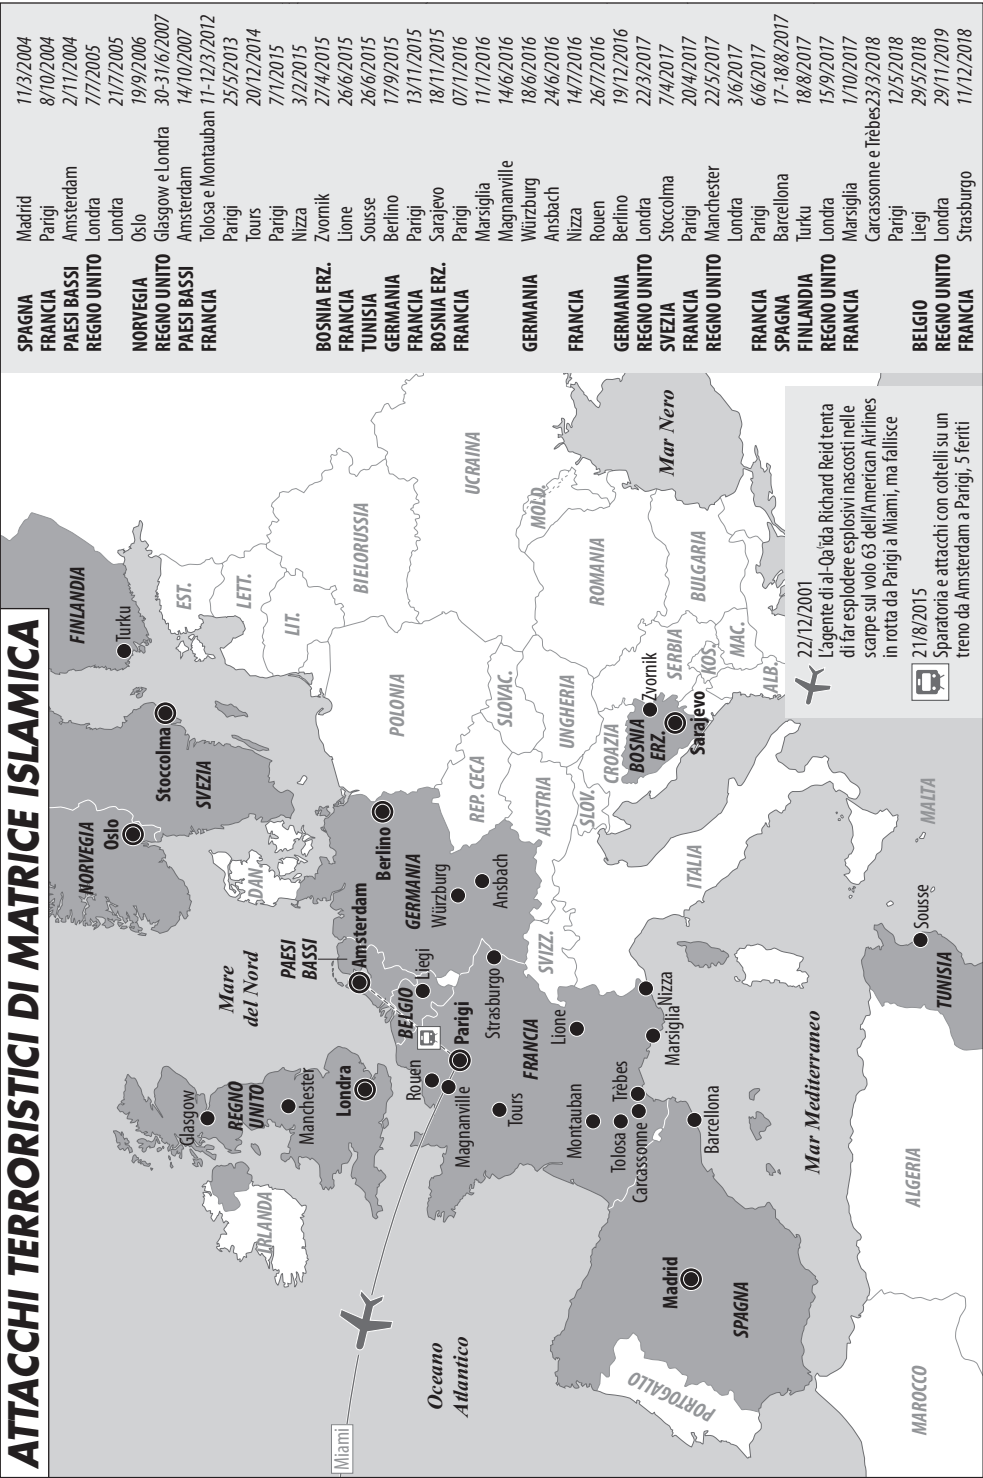 ATTACCHI TERRORISTICI DI MATRICE ISLAMICA
SPAGNA Madrid 11/3/2004
FRANCIA Parigi 8/10/2004
PAESI BASSI Amsterdam 2/11/2004
REGNO UNITO Londra 7/7/2005
Londra 21/7/2005
NORVEGIA Oslo 19/9/2006
REGNO UNITO Glasgow e Londra 30-31/6/2007
PAESI BASSI Amsterdam 14/10/2007
FRANCIA Tolosa e Montauban 11-12/3/2012
Parigi 25/5/2013
Tours 20/12/2014
Parigi 7/1/2015
Nizza 3/2/2015
BOSNIA ERZ. Zvornik 27/4/2015
FRANCIA Lione 26/6/2015
TUNISIA Sousse 26/6/2015
GERMANIA Berlino 17/9/2015
FRANCIA Parigi 13/11/2015
BOSNIA ERZ. Sarajevo 18/11/2015
FRANCIA Parigi 07/1/2016
Marsiglia 11/1/2016
Magnanville 14/6/2016
GERMANIA Würzburg 18/6/2016
Ansbach 24/6/2016
FRANCIA Nizza 14/7/2016
Rouen 26/7/2016
GERMANIA Berlino 19/12/2016
REGNO UNITO Londra 22/3/2017
SVEZIA Stoccolma 7/4/2017
FRANCIA Parigi 20/4/2017
REGNO UNITO Manchester 22/5/2017
Londra 3/6/2017
FRANCIA Parigi 6/6/2017
SPAGNA Barcellona 17-18/8/2017
FINLANDIA Turku 18/8/2017
REGNO UNITO Londra 15/9/2017
FRANCIA Marsiglia 1/10/2017
Carcassonne e Trèbes 23/3/2018
Parigi 12/5/2018
BELGIO Liegi 29/5/2018
REGNO UNITO Londra 29/11/2019
FRANCIA Strasburgo 11/12/2018
FINLANDIA
Turku
NORVEGIA
Oslo
Stoccolma
SVEZIA
EST.
LETT.
LIT.
BIELORUSSIA
UCRAINA
MOLD.
DAN.
Mare
del Nord
Glasgow
REGNO
UNITO
Manchester
Londra
IRLANDA
PAESI
BASSI
Amsterdam
Berlino
GERMANIA
Würzburg
Ansbach
POLONIA
REP. CECA
SLOVAC.
AUSTRIA
UNGHERIA
ROMANIA
Mar Nero
BELGIO
Liegi
Rouen
Parigi
Magnanville
Strasburgo
Tours
FRANCIA
SVIZZ.
Lione
SLOV.
CROAZIA
BOSNIA
ERZ.
Zvornik
Sarajevo
SERBIA
KOS.
MAC.
ALB.
BULGARIA
Miami
Oceano
Atlantico
Montauban
Tolosa
Trèbes
Carcassonne
Marsiglia
Nizza
ITALIA
Barcellona
Madrid
SPAGNA
PORTOGALLO
Mar Mediterraneo
MAROCCO
ALGERIA
TUNISIA
Sousse
MALTA
22/12/2001
L'agente di al-Qa'ida Richard Reid tenta
di far esplodere esplosivi nascosti nelle
scarpe sul volo 63 dell'American Airlines
in rotta da Parigi a Miami, ma fallisce
21/8/2015
Sparatoria e attacchi con coltelli su un
treno da Amsterdam a Parigi, 5 feriti